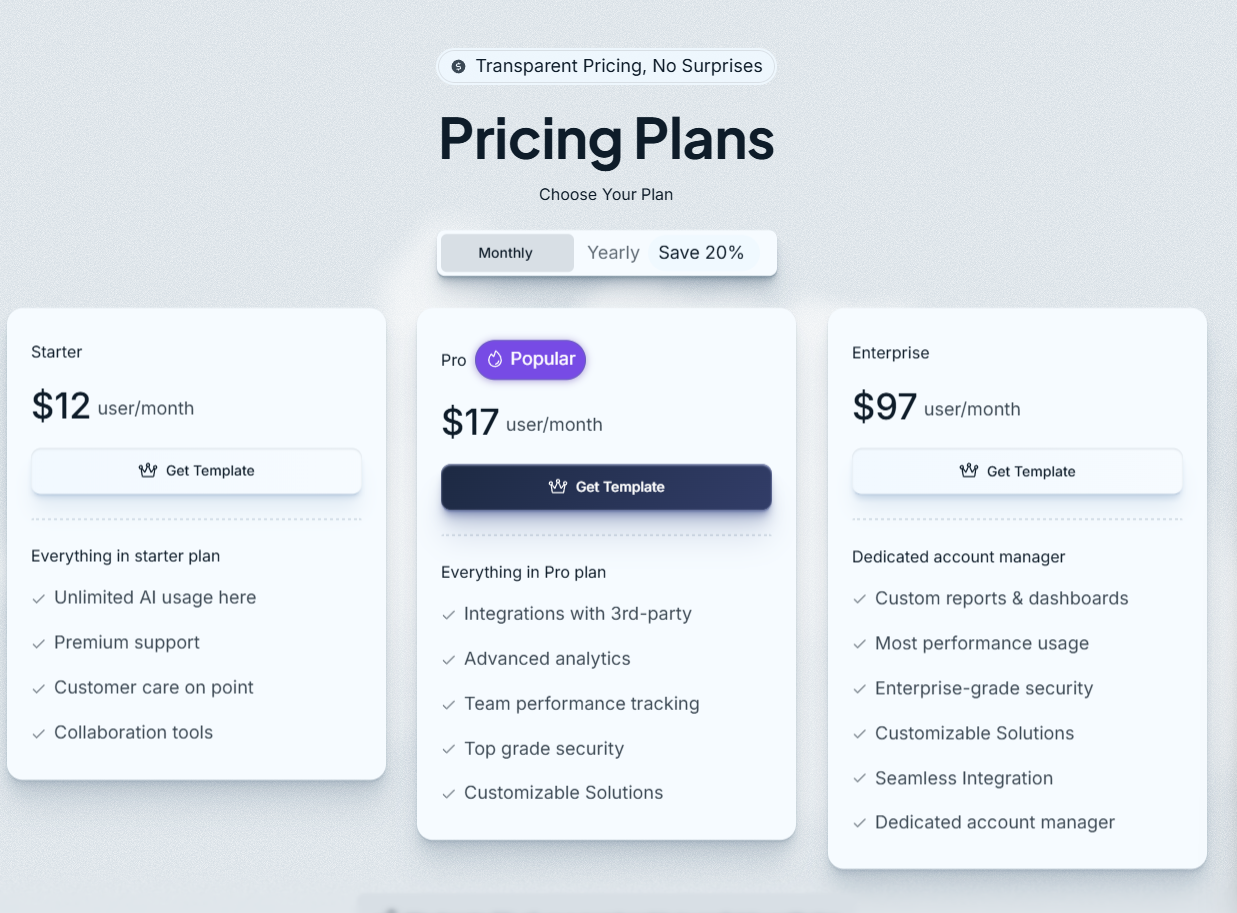 Transparent Pricing, No Surprises
Pricing Plans
Choose Your Plan
Monthly
Yearly Save 20%
Starter
$12 user/month
Get Template
Everything in starter plan
Unlimited AI usage here
Premium support
Customer care on point
Collaboration tools
Pro Popular
$17 user/month
Get Template
Everything in Pro plan
Integrations with 3rd-party
Advanced analytics
Team performance tracking
Top grade security
Customizable Solutions
Enterprise
$97 user/month
Get Template
Dedicated account manager
Custom reports & dashboards
Most performance usage
Enterprise-grade security
Customizable Solutions
Seamless Integration
Dedicated account manager